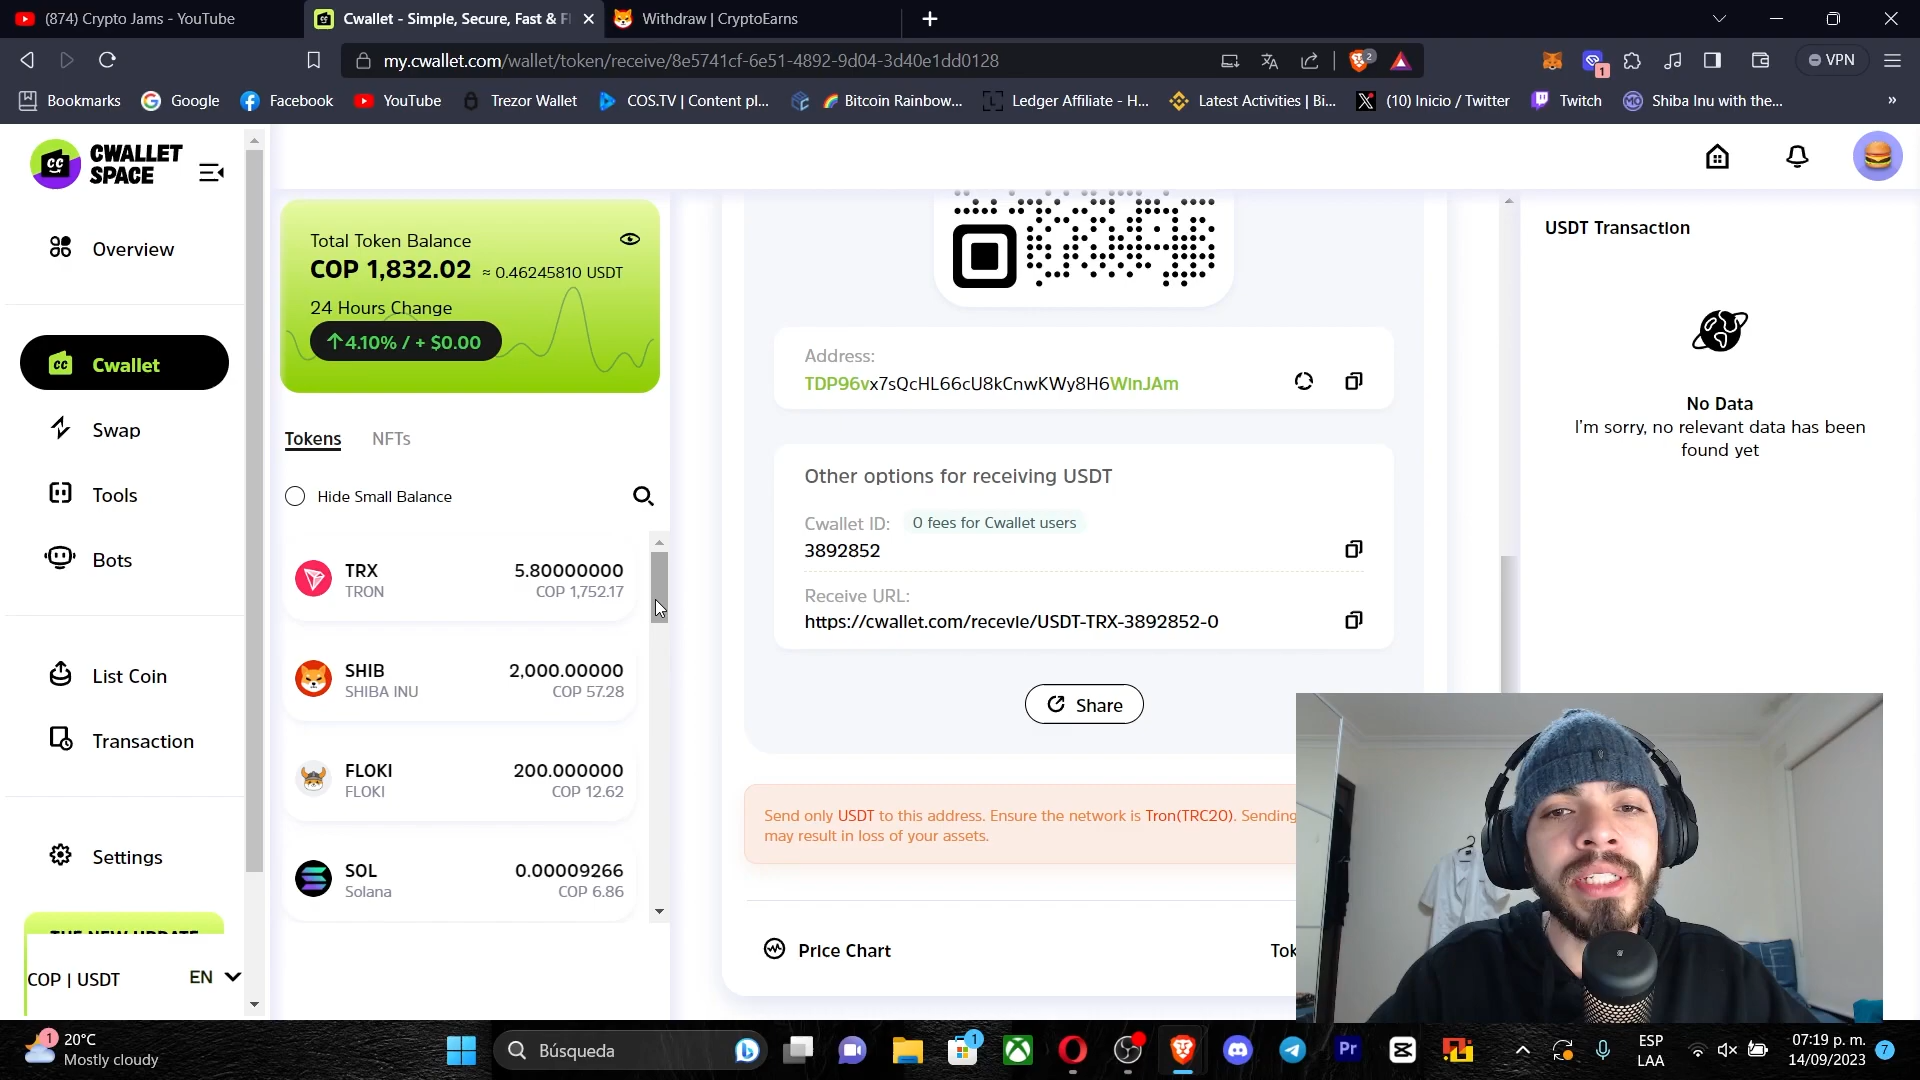 (874) Crypto Jams - YouTube
Cwallet - Simple, Secure, Fast & F
Withdraw | CryptoEarns
my.cwallet.com/wallet/token/receive/8e5741cf-6e51-4892-9d04-3d40e1dd0128
2
1
VPN
Bookmarks
Google
Facebook
YouTube
Trezor Wallet
COS.TV | Content pl...
Bitcoin Rainbow...
Ledger Affiliate - H...
Latest Activities | Bi...
(10) Inicio / Twitter
Twitch
Shiba Inu with the...
»
CWALLET
SPACE
Overview
Cwallet
Swap
Tools
Bots
List Coin
Transaction
Settings
THE NEW UPDATE
COP | USDT
EN
Total Token Balance
COP 1,832.02 ≈ 0.46245810 USDT
24 Hours Change
↑4.10% / + $0.00
Tokens
NFTs
Hide Small Balance
TRX 5.80000000
TRON COP 1,752.17
SHIB 2,000.00000
SHIBA INU COP 57.28
FLOKI 200.000000
FLOKI COP 12.62
SOL 0.00009266
Solana COP 6.86
Address:
TDP96vx7sQcHL66cU8kCnwKWy8H6WinJAm
Other options for receiving USDT
Cwallet ID: 0 fees for Cwallet users
3892852
Receive URL:
https://cwallet.com/recevie/USDT-TRX-3892852-0
Share
Send only USDT to this address. Ensure the network is Tron(TRC20). Sending
may result in loss of your assets.
Price Chart
Tok
USDT Transaction
No Data
I'm sorry, no relevant data has been
found yet
1
20°C
Mostly cloudy
Búsqueda
1
Pr
ESP
LAA
07:19 p. m.
14/09/2023
7